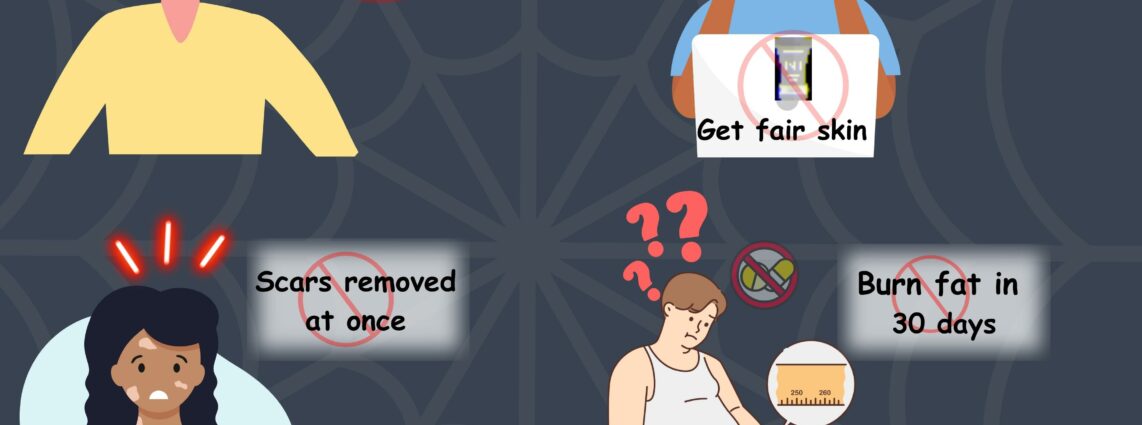 Get fair skin
Scars removed
at once
Burn fat in
30 days
250 260